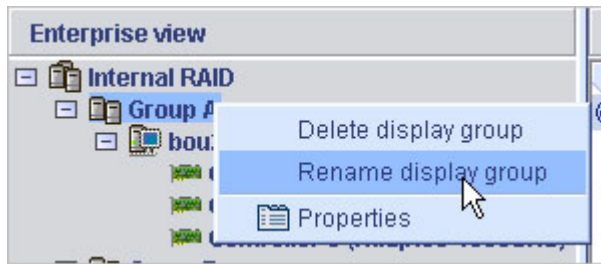 Enterprise view
Internal RAID
Group A
Delete display group
Rename display group
Properties